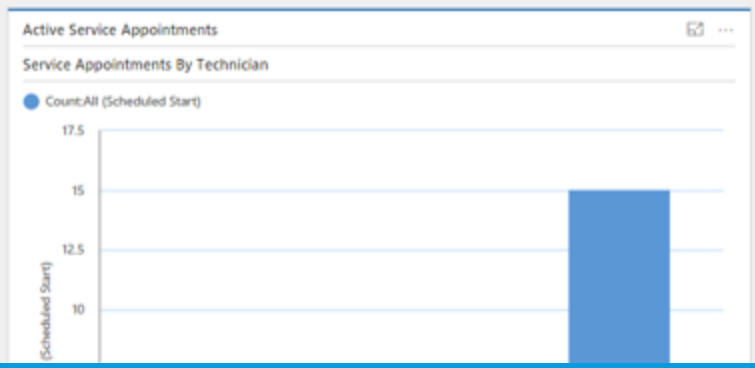 Active Service Appointments
Service Appointments By Technician
Count:All (Scheduled Start)
17.5
15
12.5
10
(Scheduled Start)